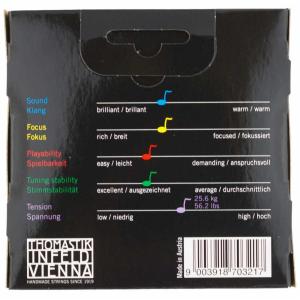 Sound
Klang
brilliant / brillant
warm / warm
Focus
Fokus
rich / breit
focused / fokussiert
Playability
Spielbarkeit
easy / leicht
demanding / anspruchsvoll
Tuning stability
Stimmstabilität
excellent / ausgezeichnet
average / durchschnittlich
Tension
Spannung
25.6 kg
56.2 lbs
low / niedrig
high / hoch
THOMASTIK
INFELD
VIENNA
HANDMADE STRINGS SINCE 1919
Made in Austria
9 003918 703217 >